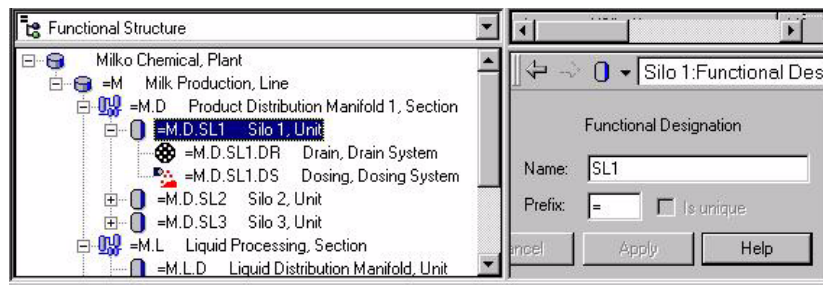 Functional Structure
Milko Chemical, Plant
=M Milk Production, Line
=M.D Product Distribution Manifold 1, Section
=M.D.SL1 Silo 1, Unit
=M.D.SL1.DR Drain, Drain System
=M.D.SL1.DS Dosing, Dosing System
=M.D.SL2 Silo 2, Unit
=M.D.SL3 Silo 3, Unit
=M.L Liquid Processing, Section
=M.L.D Liquid Distribution Manifold, Unit
Silo 1:Functional Des
Functional Designation
Name: SL1
Prefix: = Is unique
ancel Apply Help